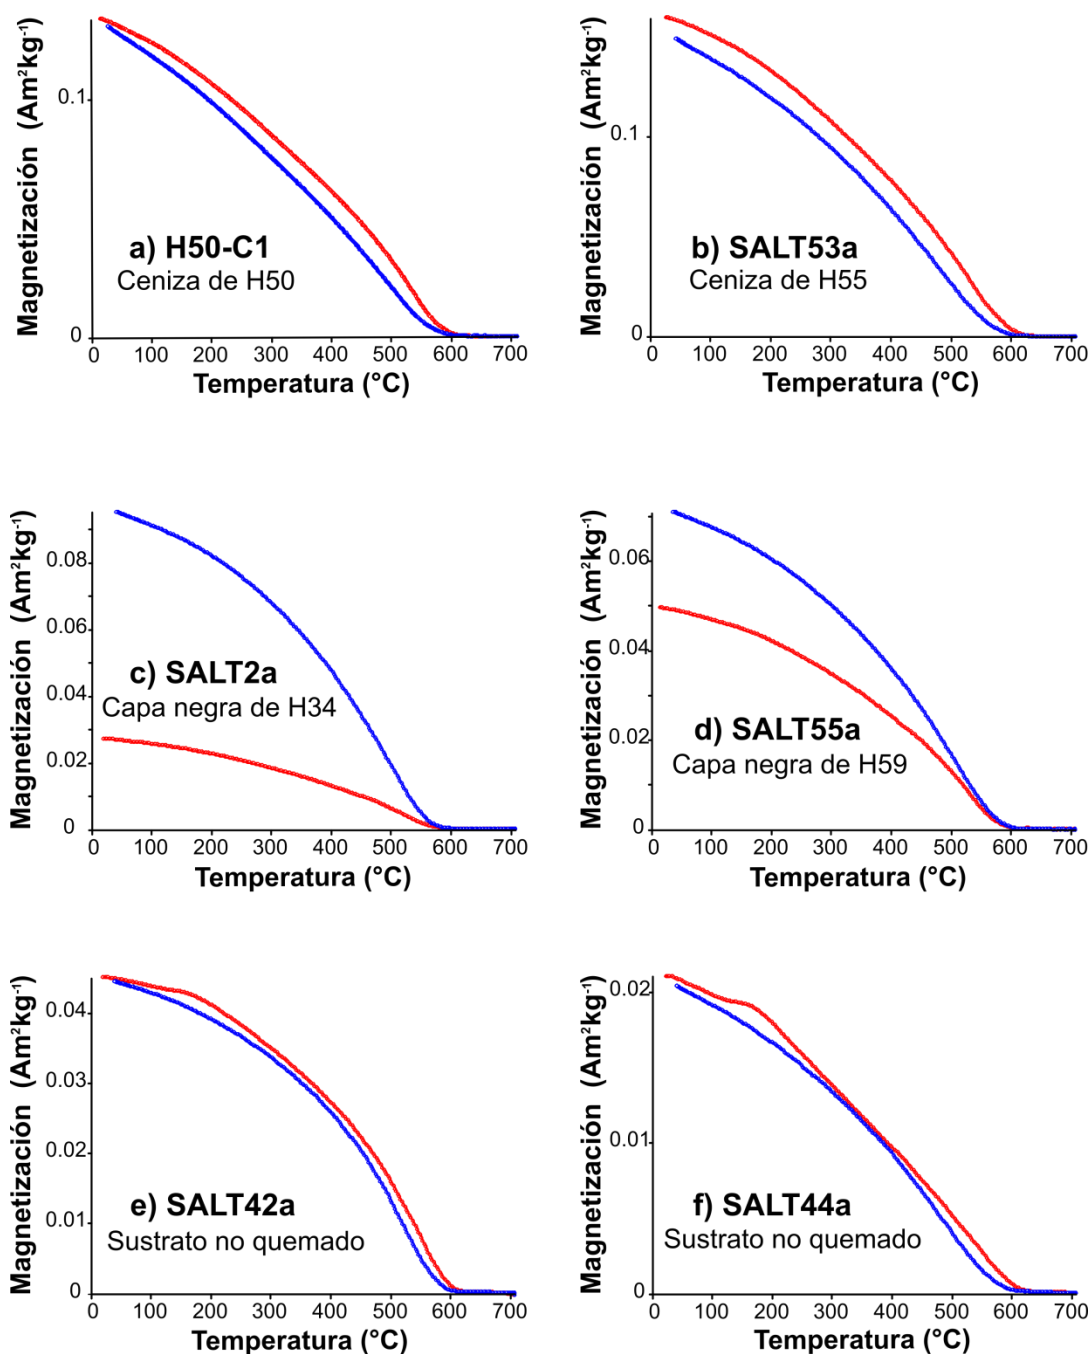 Magnetización (Am²kg⁻¹)
0.1
0
a) H50-C1
Ceniza de H50
0 100 200 300 400 500 600 700
Temperatura (°C)
Magnetización (Am²kg⁻¹)
0.1
0
b) SALT53a
Ceniza de H55
0 100 200 300 400 500 600 700
Temperatura (°C)
Magnetización (Am²kg⁻¹)
0.08
0.06
0.04
0.02
0
c) SALT2a
Capa negra de H34
0 100 200 300 400 500 600 700
Temperatura (°C)
Magnetización (Am²kg⁻¹)
0.06
0.04
0.02
0
d) SALT55a
Capa negra de H59
0 100 200 300 400 500 600 700
Temperatura (°C)
Magnetización (Am²kg⁻¹)
0.04
0.03
0.02
0.01
0
e) SALT42a
Sustrato no quemado
0 100 200 300 400 500 600 700
Temperatura (°C)
Magnetización (Am²kg⁻¹)
0.02
0.01
0
f) SALT44a
Sustrato no quemado
0 100 200 300 400 500 600 700
Temperatura (°C)